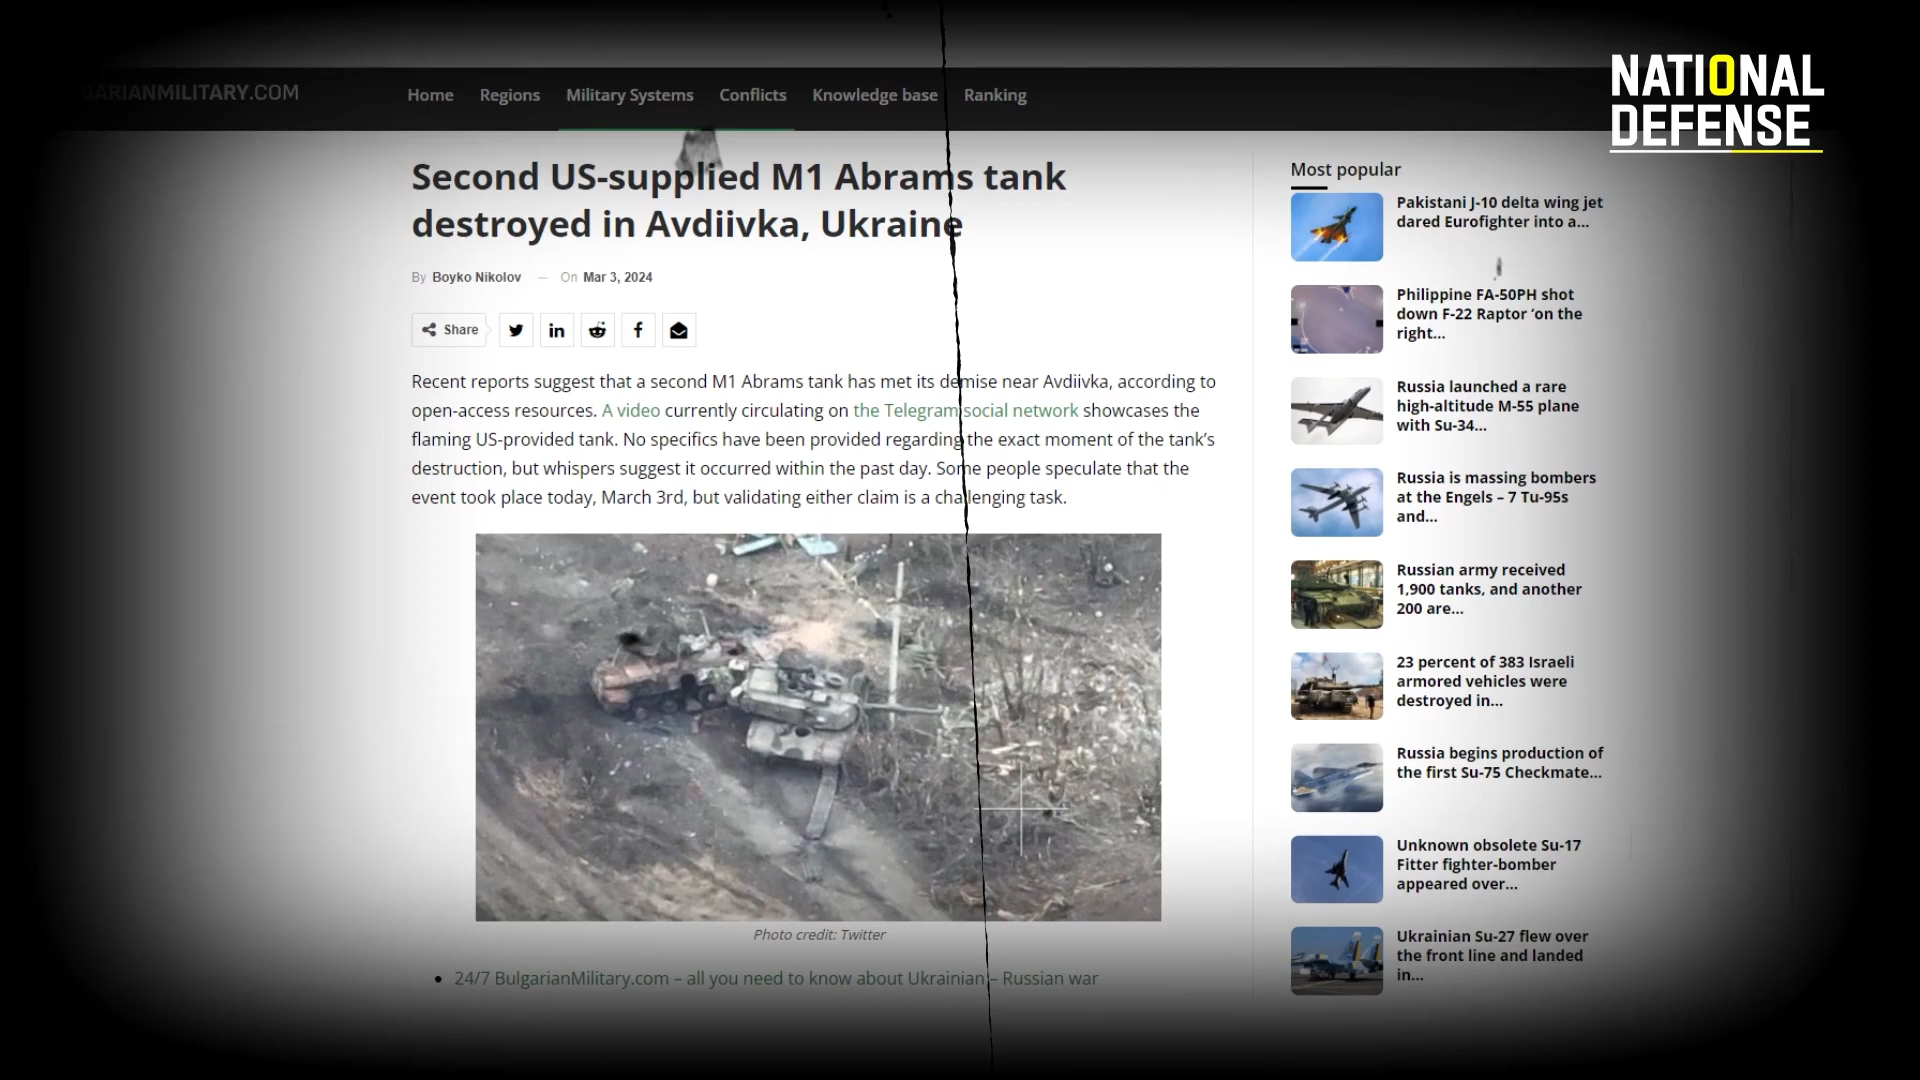 GARIANMILITARY.COM
Home Regions Military Systems Conflicts Knowledge base Ranking
NATIONAL
DEFENSE
Second US-supplied M1 Abrams tank
destroyed in Avdiivka, Ukraine
By Boyko Nikolov — On Mar 3, 2024
Share
Recent reports suggest that a second M1 Abrams tank has met its demise near Avdiivka, according to
open-access resources. A video currently circulating on the Telegram social network showcases the
flaming US-provided tank. No specifics have been provided regarding the exact moment of the tank's
destruction, but whispers suggest it occurred within the past day. Some people speculate that the
event took place today, March 3rd, but validating either claim is a challenging task.
Photo credit: Twitter
• 24/7 BulgarianMilitary.com – all you need to know about Ukrainian – Russian war
Most popular
Pakistani J-10 delta wing jet
dared Eurofighter into a...
Philippine FA-50PH shot
down F-22 Raptor ‘on the
right...
Russia launched a rare
high-altitude M-55 plane
with Su-34...
Russia is massing bombers
at the Engels – 7 Tu-95s
and...
Russian army received
1,900 tanks, and another
200 are...
23 percent of 383 Israeli
armored vehicles were
destroyed in...
Russia begins production of
the first Su-75 Checkmate...
Unknown obsolete Su-17
Fitter fighter-bomber
appeared over...
Ukrainian Su-27 flew over
the front line and landed
in...